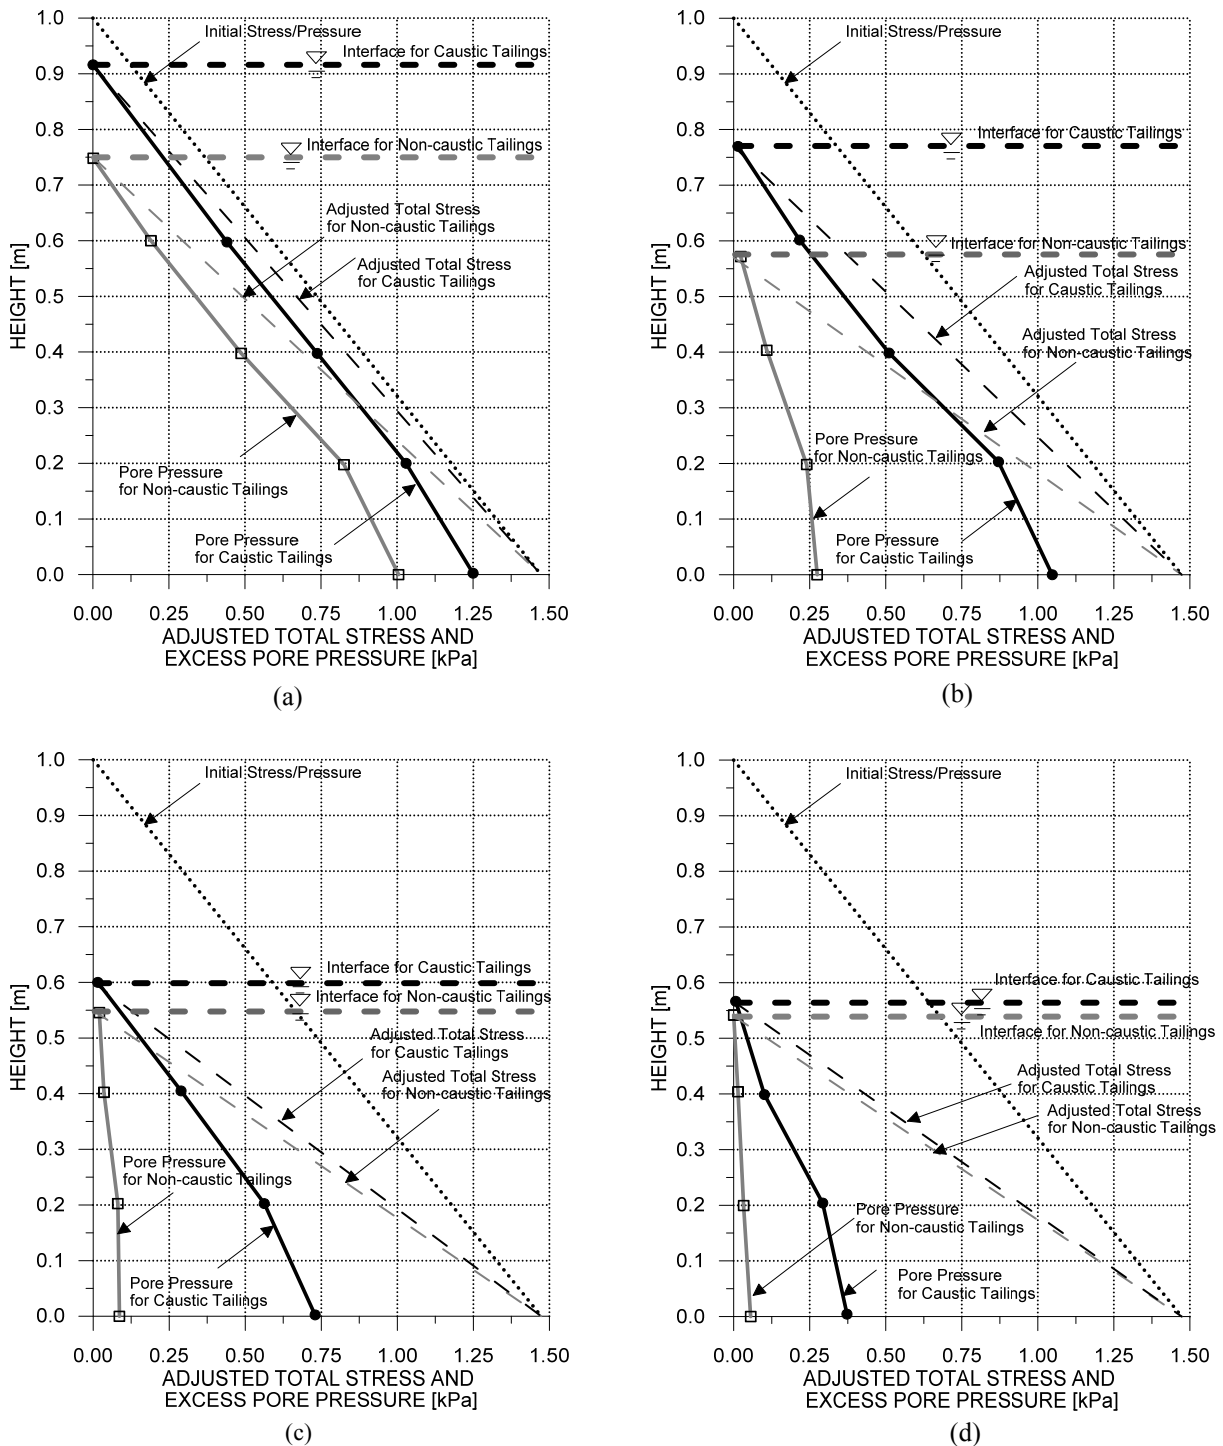 1.0
0.9
0.8
0.7
0.6
0.5
0.4
0.3
0.2
0.1
0.0
HEIGHT [m]
Initial Stress/Pressure
Interface for Caustic Tailings
Interface for Non-caustic Tailings
Adjusted Total Stress
for Non-caustic Tailings
Adjusted Total Stress
for Caustic Tailings
Pore Pressure
for Non-caustic Tailings
Pore Pressure
for Caustic Tailings
0.00 0.25 0.50 0.75 1.00 1.25 1.50
ADJUSTED TOTAL STRESS AND
EXCESS PORE PRESSURE [kPa]
(a)
1.0
0.9
0.8
0.7
0.6
0.5
0.4
0.3
0.2
0.1
0.0
HEIGHT [m]
Initial Stress/Pressure
Interface for Caustic Tailings
Interface for Non-caustic Tailings
Adjusted Total Stress
for Caustic Tailings
Adjusted Total Stress
for Non-caustic Tailings
Pore Pressure
for Non-caustic Tailings
Pore Pressure
for Caustic Tailings
0.00 0.25 0.50 0.75 1.00 1.25 1.50
ADJUSTED TOTAL STRESS AND
EXCESS PORE PRESSURE [kPa]
(b)
1.0
0.9
0.8
0.7
0.6
0.5
0.4
0.3
0.2
0.1
0.0
HEIGHT [m]
Initial Stress/Pressure
Interface for Caustic Tailings
Interface for Non-caustic Tailings
Adjusted Total Stress
for Caustic Tailings
Adjusted Total Stress
for Non-caustic Tailings
Pore Pressure
for Non-caustic Tailings
Pore Pressure
for Caustic Tailings
0.00 0.25 0.50 0.75 1.00 1.25 1.50
ADJUSTED TOTAL STRESS AND
EXCESS PORE PRESSURE [kPa]
(c)
1.0
0.9
0.8
0.7
0.6
0.5
0.4
0.3
0.2
0.1
0.0
HEIGHT [m]
Initial Stress/Pressure
Interface for Caustic Tailings
Interface for Non-caustic Tailings
Adjusted Total Stress
for Caustic Tailings
Adjusted Total Stress
for Non-caustic Tailings
Pore Pressure
for Non-caustic Tailings
Pore Pressure
for Caustic Tailings
0.00 0.25 0.50 0.75 1.00 1.25 1.50
ADJUSTED TOTAL STRESS AND
EXCESS PORE PRESSURE [kPa]
(d)